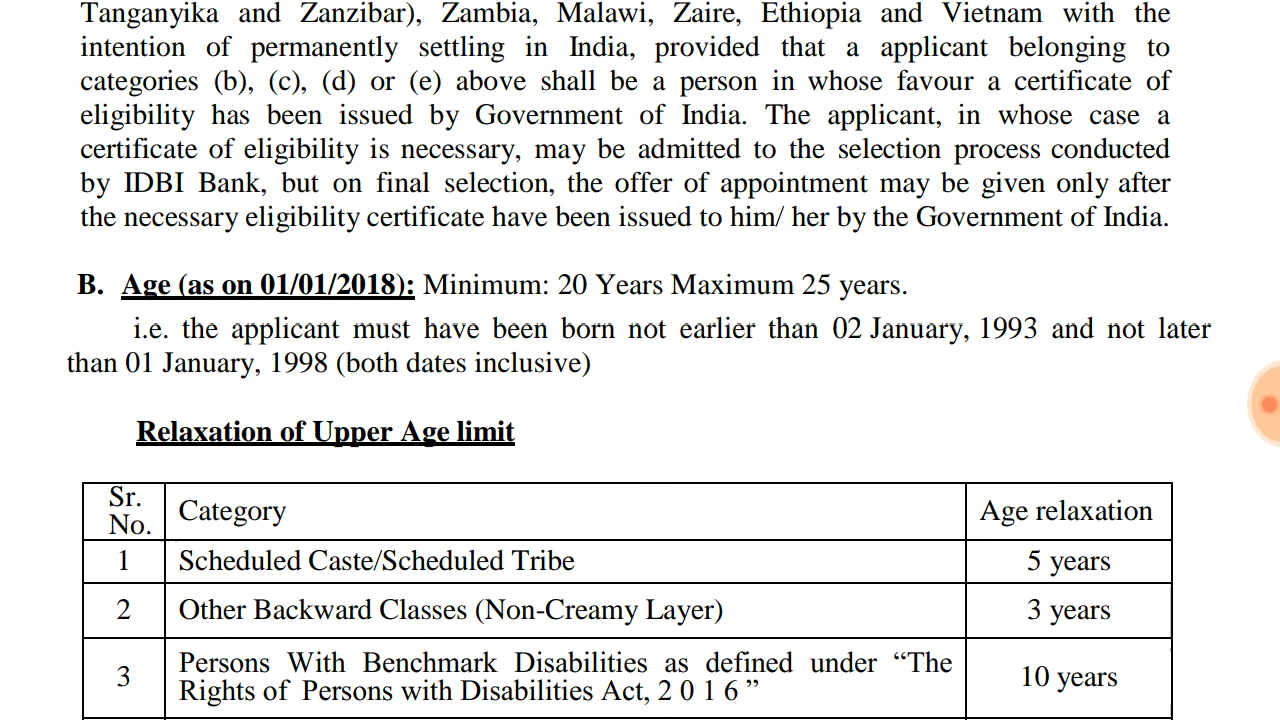 Tanganyika and Zanzibar), Zambia, Malawi, Zaire, Ethiopia and Vietnam with the
intention of permanently settling in India, provided that a applicant belonging to
categories (b), (c), (d) or (e) above shall be a person in whose favour a certificate of
eligibility has been issued by Government of India. The applicant, in whose case a
certificate of eligibility is necessary, may be admitted to the selection process conducted
by IDBI Bank, but on final selection, the offer of appointment may be given only after
the necessary eligibility certificate have been issued to him/ her by the Government of India.
B. Age (as on 01/01/2018): Minimum: 20 Years Maximum 25 years.
i.e. the applicant must have been born not earlier than 02 January, 1993 and not later
than 01 January, 1998 (both dates inclusive)
Relaxation of Upper Age limit
Sr. No. Category Age relaxation
1 Scheduled Caste/Scheduled Tribe 5 years
2 Other Backward Classes (Non-Creamy Layer) 3 years
3 Persons With Benchmark Disabilities as defined under “The
Rights of Persons with Disabilities Act, 2 0 1 6 ” 10 years